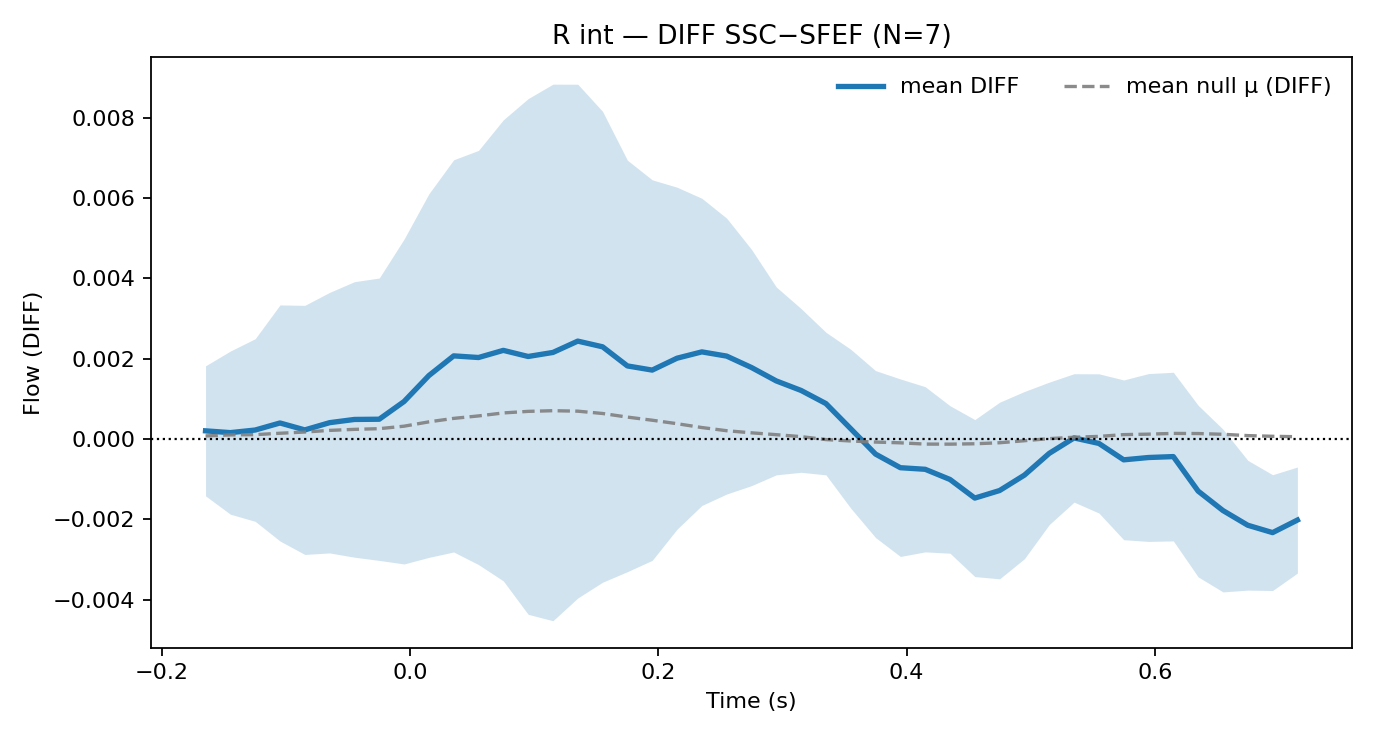 R int — DIFF SSC−SFEF (N=7)
mean DIFF
mean null μ (DIFF)
Flow (DIFF)
0.008
0.006
0.004
0.002
0.000
−0.002
−0.004
−0.2
0.0
0.2
0.4
0.6
Time (s)